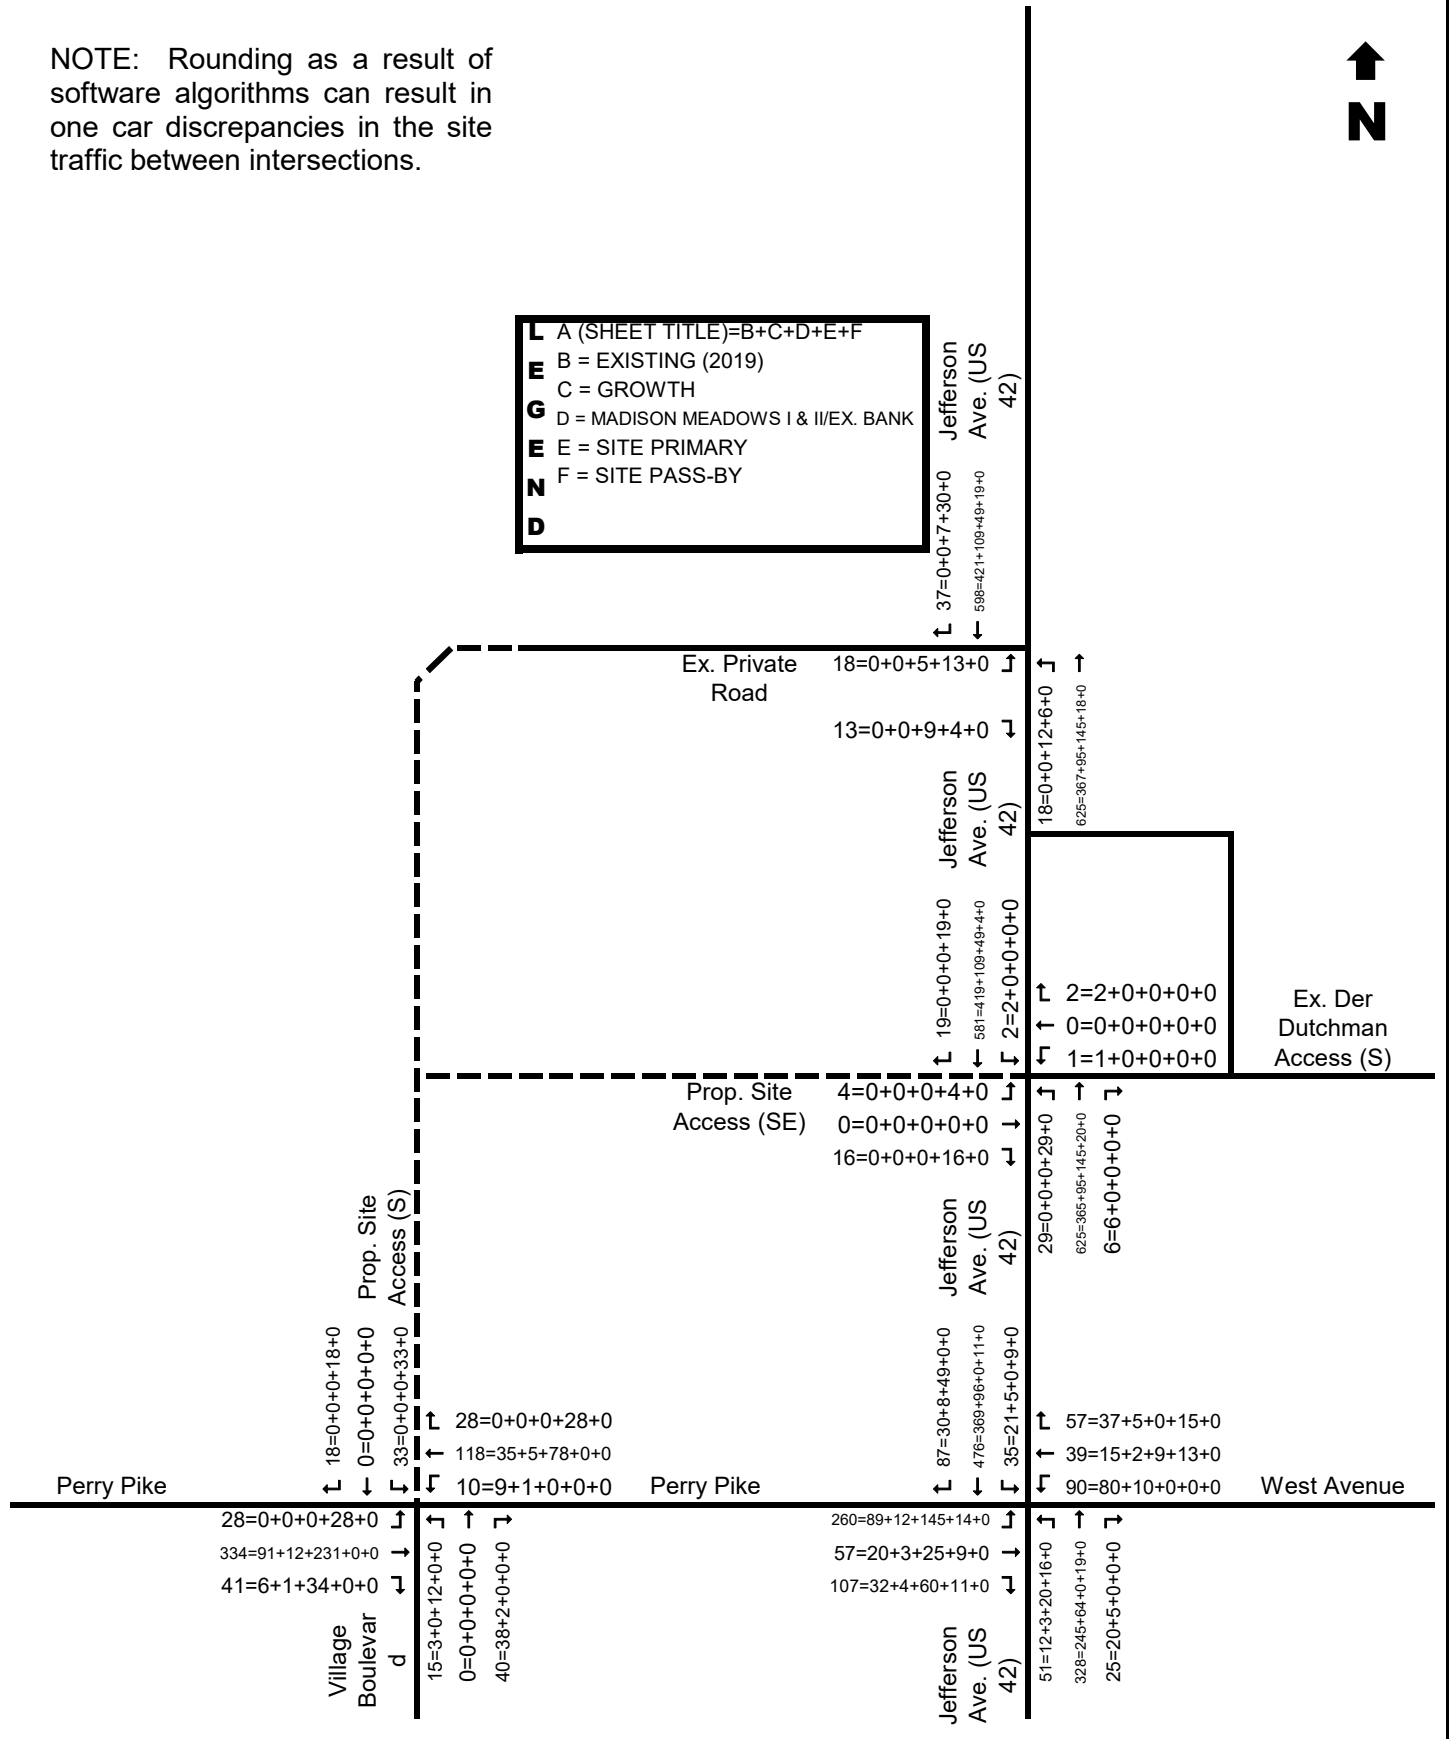 NOTE: Rounding as a result of
software algorithms can result in
one car discrepancies in the site
traffic between intersections.
N
LEGEND
A (SHEET TITLE)=B+C+D+E+F
B = EXISTING (2019)
C = GROWTH
D = MADISON MEADOWS I & II/EX. BANK
E = SITE PRIMARY
F = SITE PASS-BY
Jefferson
Ave. (US
42)
37=0+0+7+30+0
598=421+109+49+19+0
Ex. Private
Road
18=0+0+5+13+0
13=0+0+9+4+0
18=0+0+12+6+0
625=367+95+145+18+0
Jefferson
Ave. (US
42)
19=0+0+0+19+0
581=419+109+49+4+0
2=2+0+0+0+0
2=2+0+0+0+0
0=0+0+0+0+0
1=1+0+0+0+0
Ex. Der
Dutchman
Access (S)
Prop. Site
Access (SE)
4=0+0+0+4+0
0=0+0+0+0+0
16=0+0+0+16+0
29=0+0+0+29+0
625=365+95+145+20+0
6=6+0+0+0+0
Prop. Site
Access (S)
Jefferson
Ave. (US
42)
18=0+0+0+18+0
0=0+0+0+0+0
33=0+0+0+33+0
28=0+0+0+28+0
118=35+5+78+0+0
10=9+1+0+0+0
87=30+8+49+0+0
476=369+96+0+11+0
35=21+5+0+9+0
57=37+5+0+15+0
39=15+2+9+13+0
90=80+10+0+0+0
Perry Pike
Perry Pike
West Avenue
28=0+0+0+28+0
334=91+12+231+0+0
41=6+1+34+0+0
15=3+0+12+0+0
0=0+0+0+0+0
40=38+2+0+0+0
260=89+12+145+14+0
57=20+3+25+9+0
107=32+4+60+11+0
51=12+3+20+16+0
328=245+64+0+19+0
25=20+5+0+0+0
Village
Boulevar
d
Jefferson
Ave. (US
42)